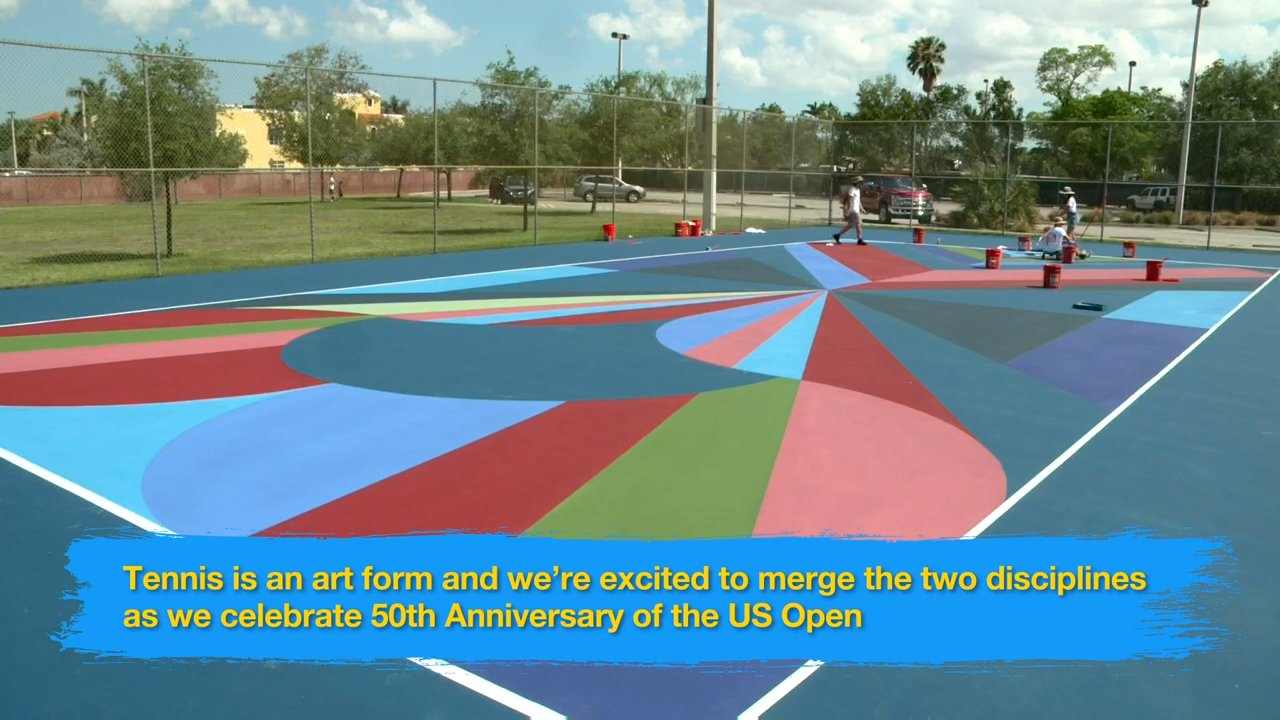 Tennis is an art form and we’re excited to merge the two disciplines
as we celebrate 50th Anniversary of the US Open